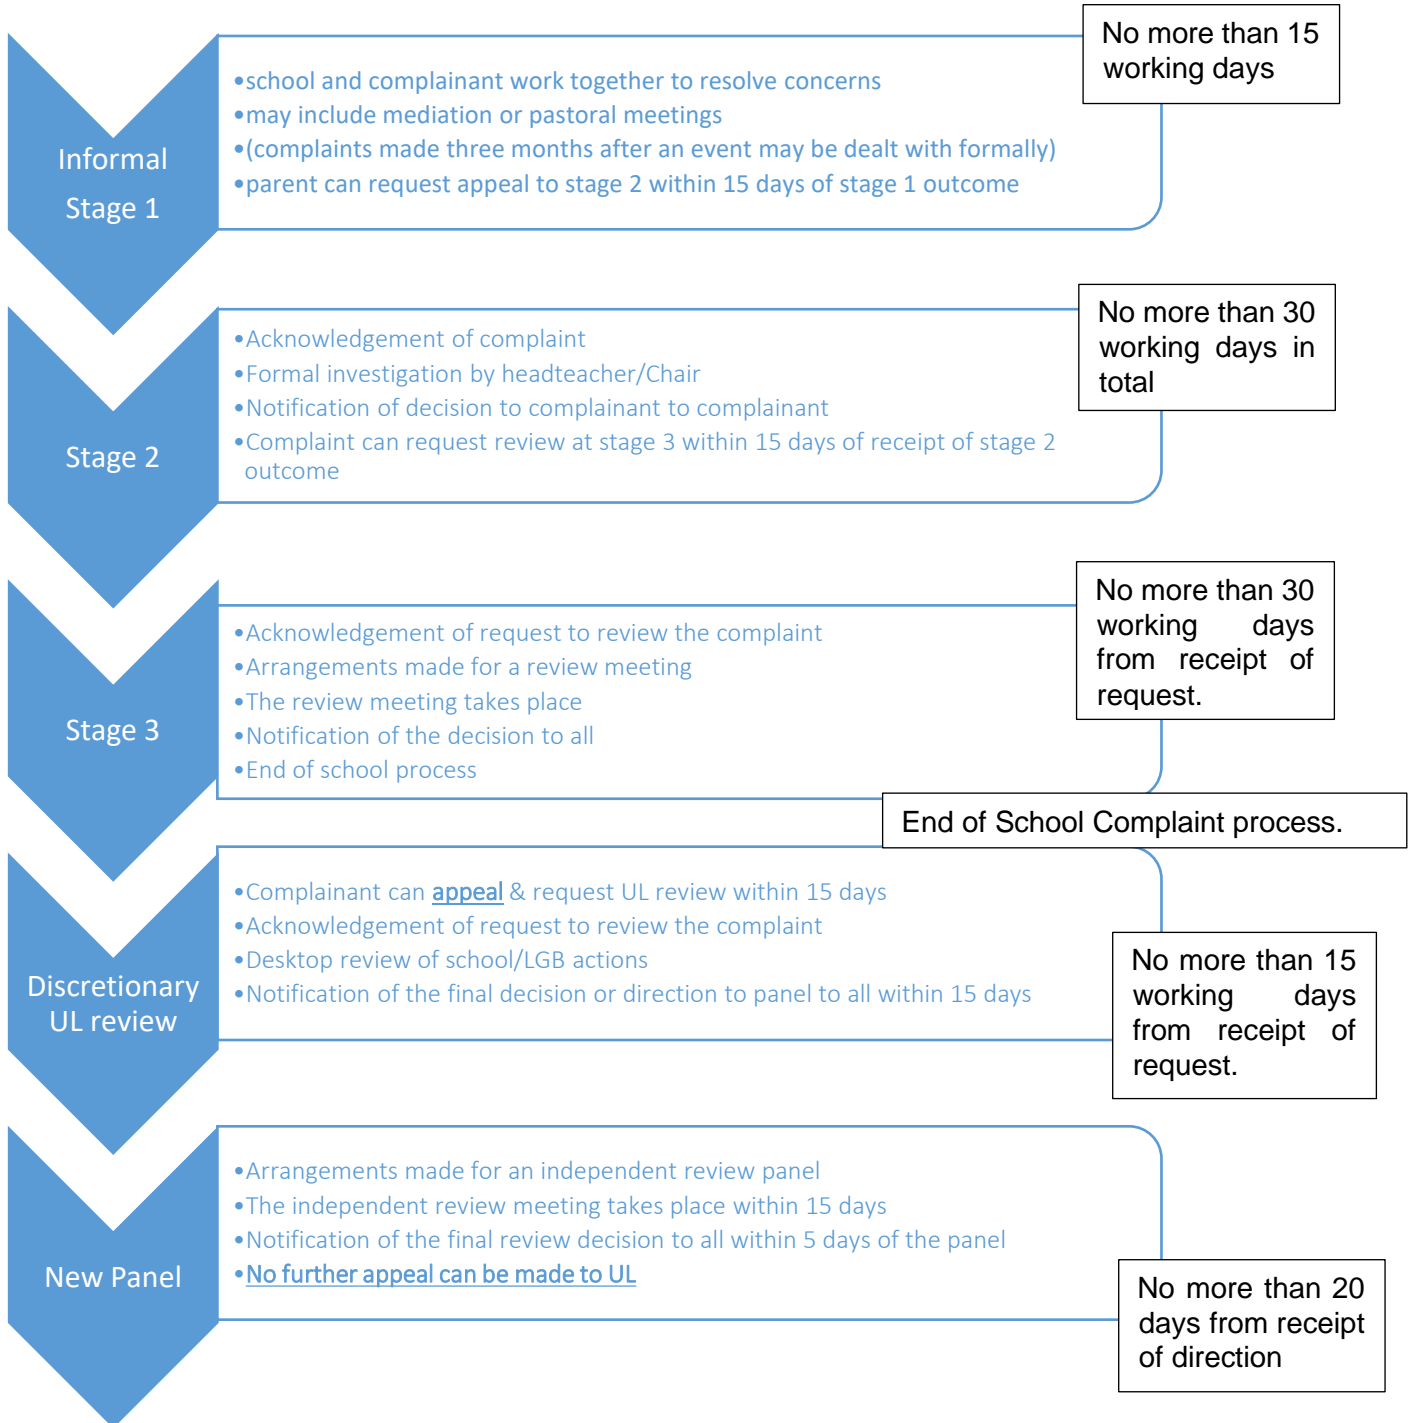 No more than 15
working days
Informal
Stage 1
•school and complainant work together to resolve concerns
•may include mediation or pastoral meetings
•(complaints made three months after an event may be dealt with formally)
•parent can request appeal to stage 2 within 15 days of stage 1 outcome
No more than 30
working days in
total
Stage 2
•Acknowledgement of complaint
•Formal investigation by headteacher/Chair
•Notification of decision to complainant to complainant
•Complaint can request review at stage 3 within 15 days of receipt of stage 2
outcome
No more than 30
working days
from receipt of
request.
Stage 3
•Acknowledgement of request to review the complaint
•Arrangements made for a review meeting
•The review meeting takes place
•Notification of the decision to all
•End of school process
End of School Complaint process.
Discretionary
UL review
•Complainant can appeal & request UL review within 15 days
•Acknowledgement of request to review the complaint
•Desktop review of school/LGB actions
•Notification of the final decision or direction to panel to all within 15 days
No more than 15
working days
from receipt of
request.
New Panel
•Arrangements made for an independent review panel
•The independent review meeting takes place within 15 days
•Notification of the final review decision to all within 5 days of the panel
•No further appeal can be made to UL
No more than 20
days from receipt
of direction